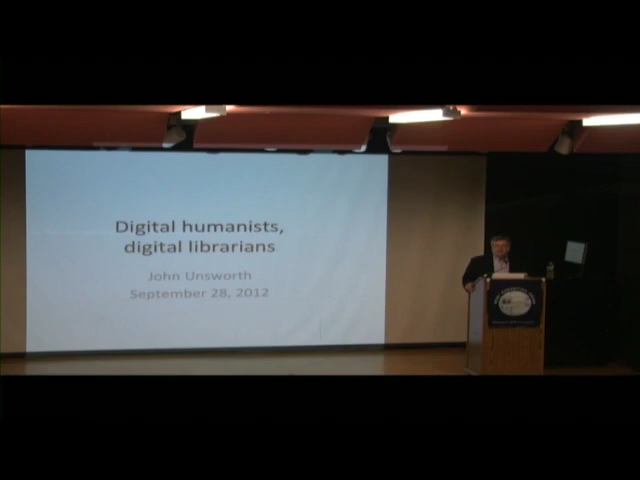 Digital humanists,
digital librarians
John Unsworth
September 28, 2012